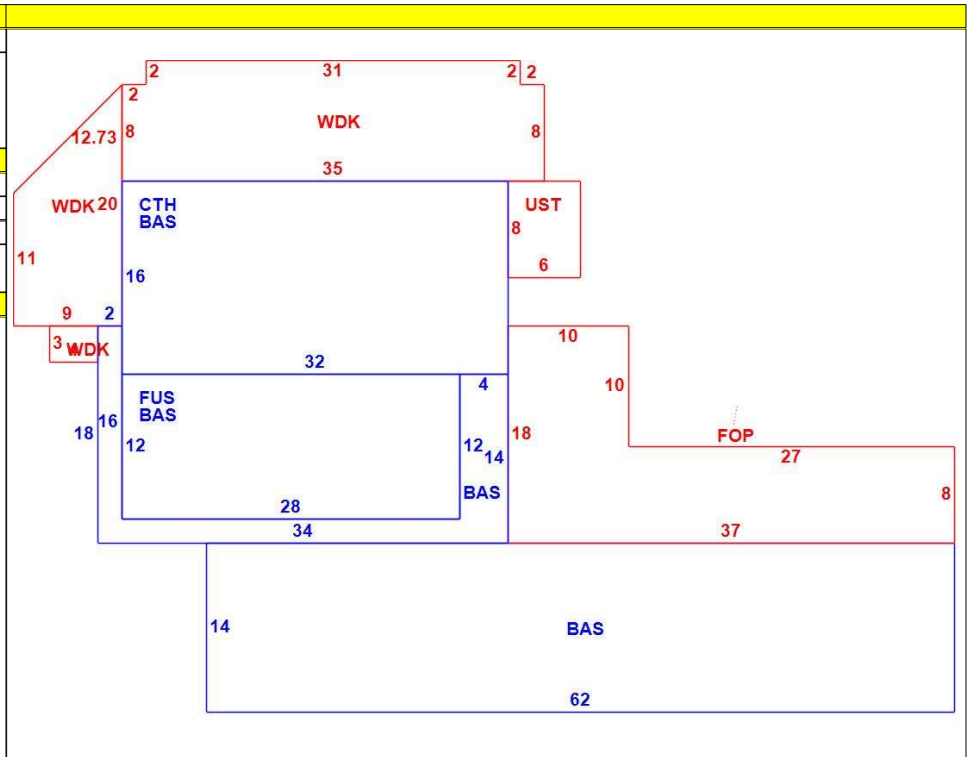 2 31 2 2
2
12.73 8 WDK 8
35
WDK 20 CTH UST
BAS
8
11 16 6
9 2
3 4 WDK 10
32 10
4
FUS
BAS
16
18 12 12 18 FOP
14 27
BAS 8
28
34 37
14 BAS
62